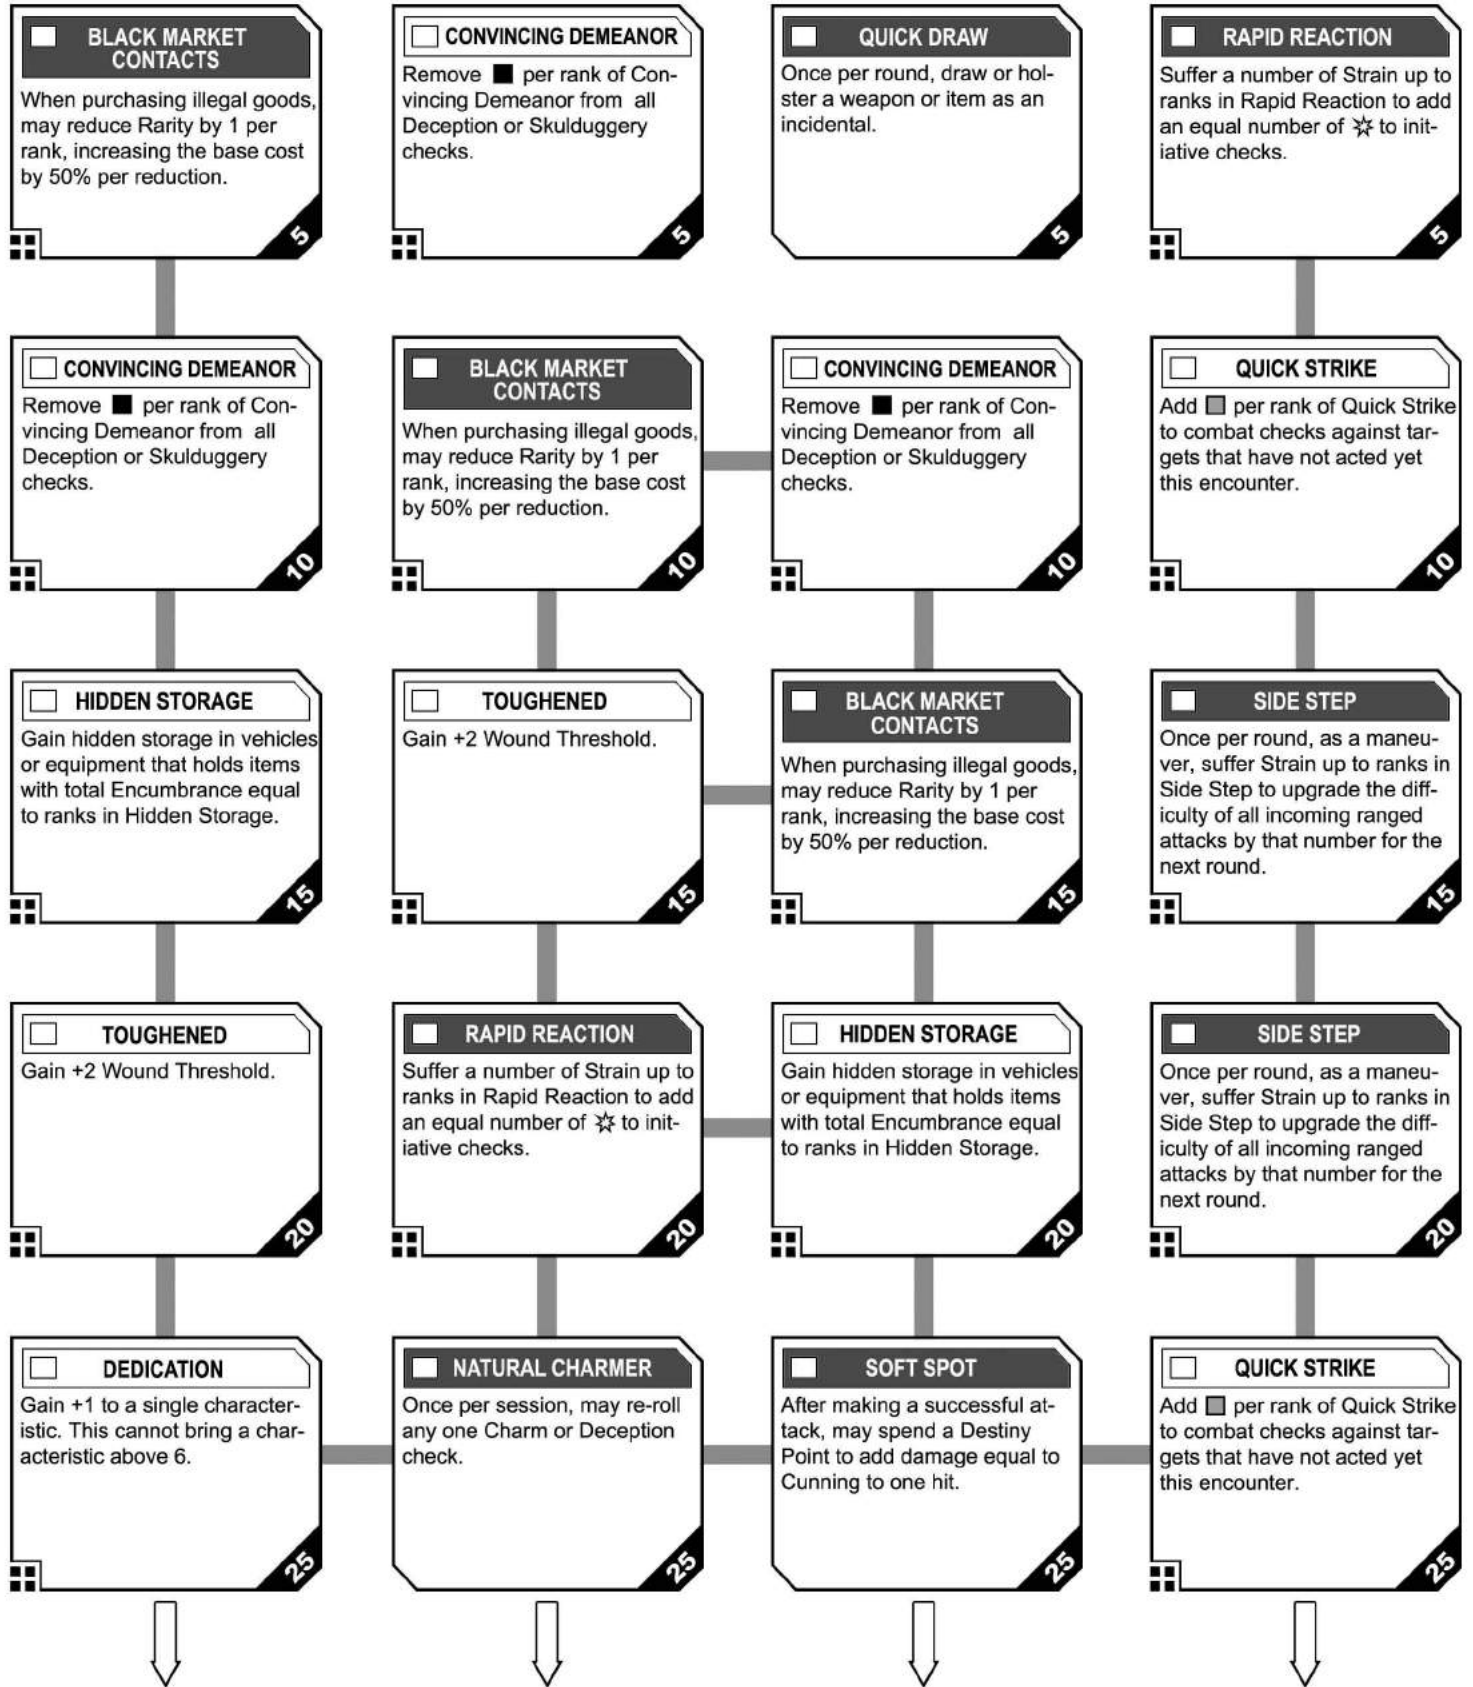 BLACK MARKET
CONTACTS
When purchasing illegal goods,
may reduce Rarity by 1 per
rank, increasing the base cost
by 50% per reduction.
5
CONVINCING DEMEANOR
Remove per rank of Con-
vincing Demeanor from all
Deception or Skulduggery
checks.
5
QUICK DRAW
Once per round, draw or hol-
ster a weapon or item as an
incidental.
5
RAPID REACTION
Suffer a number of Strain up to
ranks in Rapid Reaction to add
an equal number of to init-
iative checks.
5
CONVINCING DEMEANOR
Remove per rank of Con-
vincing Demeanor from all
Deception or Skulduggery
checks.
10
BLACK MARKET
CONTACTS
When purchasing illegal goods,
may reduce Rarity by 1 per
rank, increasing the base cost
by 50% per reduction.
10
CONVINCING DEMEANOR
Remove per rank of Con-
vincing Demeanor from all
Deception or Skulduggery
checks.
10
QUICK STRIKE
Add per rank of Quick Strike
to combat checks against tar-
gets that have not acted yet
this encounter.
10
HIDDEN STORAGE
Gain hidden storage in vehicles
or equipment that holds items
with total Encumbrance equal
to ranks in Hidden Storage.
15
TOUGHENED
Gain +2 Wound Threshold.
15
BLACK MARKET
CONTACTS
When purchasing illegal goods,
may reduce Rarity by 1 per
rank, increasing the base cost
by 50% per reduction.
15
SIDE STEP
Once per round, as a maneu-
ver, suffer Strain up to ranks in
Side Step to upgrade the diff-
iculty of all incoming ranged
attacks by that number for the
next round.
15
TOUGHENED
Gain +2 Wound Threshold.
20
RAPID REACTION
Suffer a number of Strain up to
ranks in Rapid Reaction to add
an equal number of to init-
iative checks.
20
HIDDEN STORAGE
Gain hidden storage in vehicles
or equipment that holds items
with total Encumbrance equal
to ranks in Hidden Storage.
20
SIDE STEP
Once per round, as a maneu-
ver, suffer Strain up to ranks in
Side Step to upgrade the diff-
iculty of all incoming ranged
attacks by that number for the
next round.
20
DEDICATION
Gain +1 to a single character-
istic. This cannot bring a char-
acteristic above 6.
25
NATURAL CHARMER
Once per session, may re-roll
any one Charm or Deception
check.
25
SOFT SPOT
After making a successful at-
tack, may spend a Destiny
Point to add damage equal to
Cunning to one hit.
25
QUICK STRIKE
Add per rank of Quick Strike
to combat checks against tar-
gets that have not acted yet
this encounter.
25